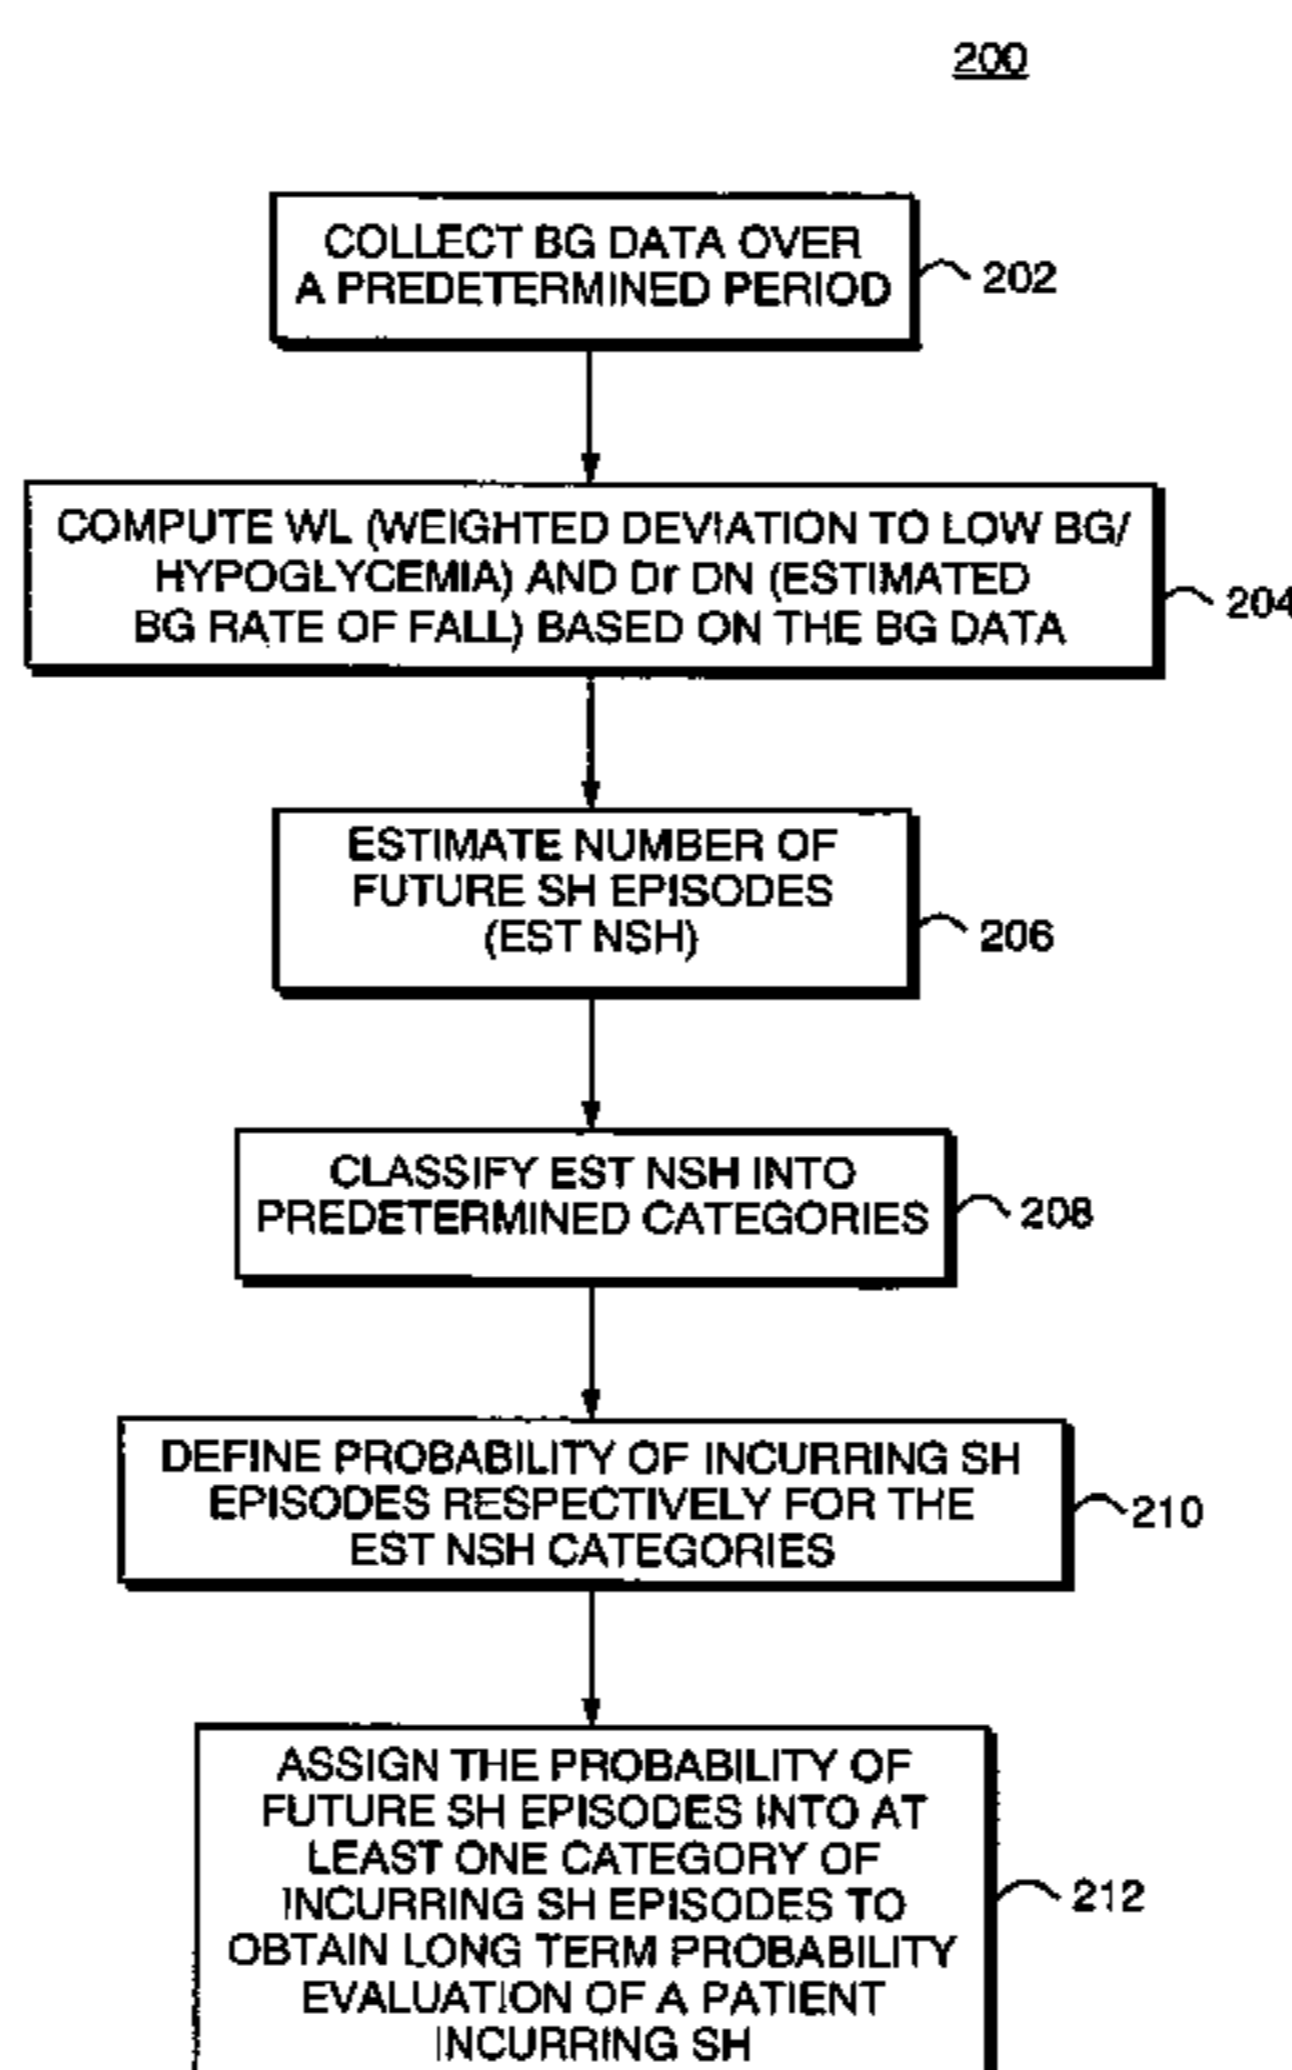 200
COLLECT BG DATA OVER
A PREDETERMINED PERIOD
202
COMPUTE WL (WEIGHTED DEVIATION TO LOW BG/
HYPOGLYCEMIA) AND Dr DN (ESTIMATED
BG RATE OF FALL) BASED ON THE BG DATA
204
ESTIMATE NUMBER OF
FUTURE SH EPISODES
(EST NSH)
206
CLASSIFY EST NSH INTO
PREDETERMINED CATEGORIES
208
DEFINE PROBABILITY OF INCURRING SH
EPISODES RESPECTIVELY FOR THE
EST NSH CATEGORIES
210
ASSIGN THE PROBABILITY OF
FUTURE SH EPISODES INTO AT
LEAST ONE CATEGORY OF
INCURRING SH EPISODES TO
OBTAIN LONG TERM PROBABILITY
EVALUATION OF A PATIENT
INCURRING SH
212